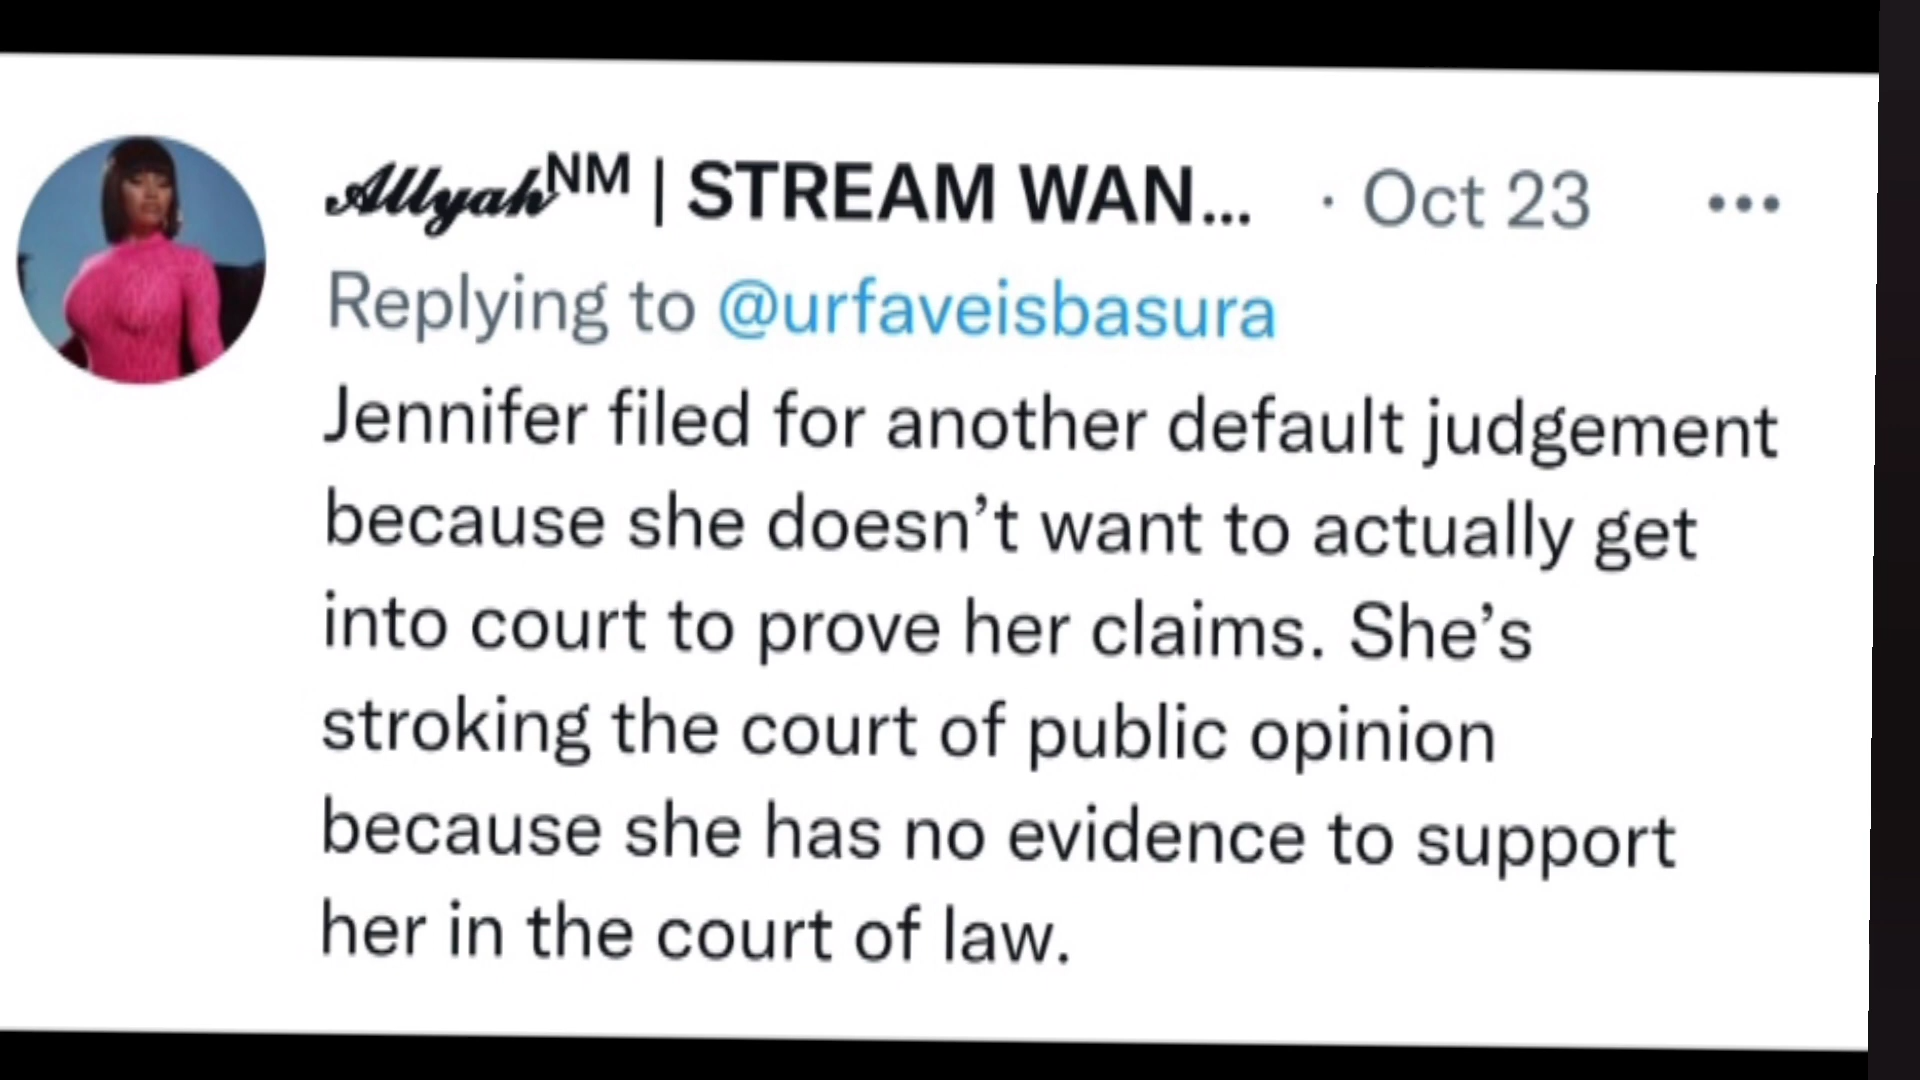 AllyahNM | STREAM WAN... · Oct 23
Replying to @urfaveisbasura
Jennifer filed for another default judgement
because she doesn’t want to actually get
into court to prove her claims. She’s
stroking the court of public opinion
because she has no evidence to support
her in the court of law.